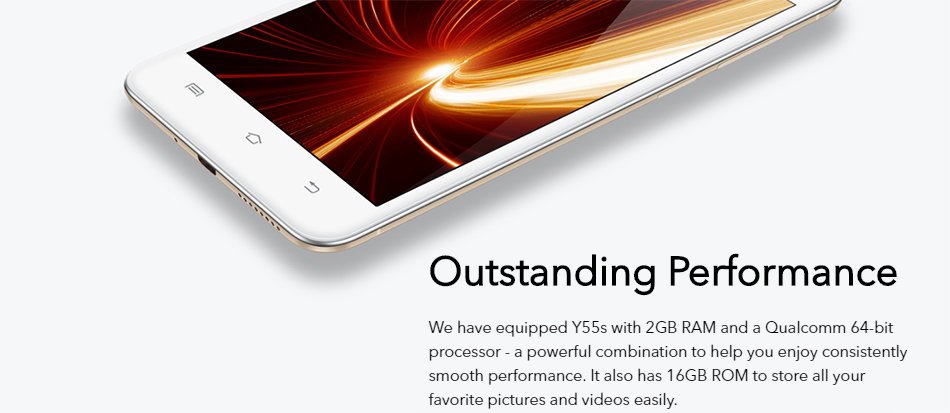 Outstanding Performance
We have equipped Y55s with 2GB RAM and a Qualcomm 64-bit
processor - a powerful combination to help you enjoy consistently
smooth performance. It also has 16GB ROM to store all your
favorite pictures and videos easily.